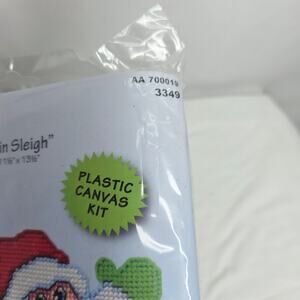 AA 700019
3349
in Sleigh”
PLASTIC
CANVAS
KIT